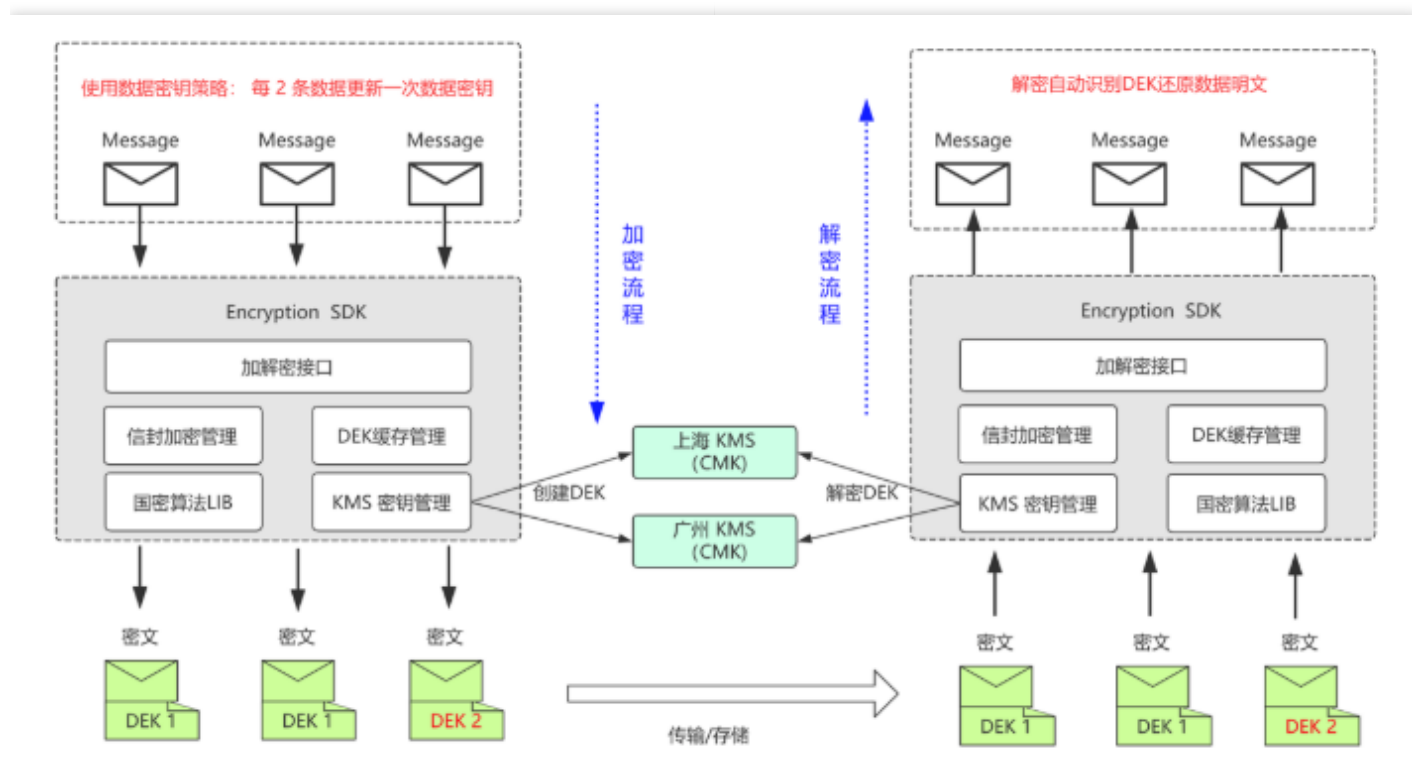 使用数据密钥策略： 每 2 条数据更新一次数据密钥
Message
Message
Message
Encryption SDK
加解密接口
信封加密管理
DEK缓存管理
国密算法LIB
KMS 密钥管理
密文
密文
密文
DEK 1
DEK 1
DEK 2
加密流程
解密流程
上海 KMS
(CMK)
创建DEK
解密DEK
广州 KMS
(CMK)
传输/存储
解密自动识别DEK还原数据明文
Message
Message
Message
Encryption SDK
加解密接口
信封加密管理
DEK缓存管理
KMS 密钥管理
国密算法LIB
密文
密文
密文
DEK 1
DEK 1
DEK 2